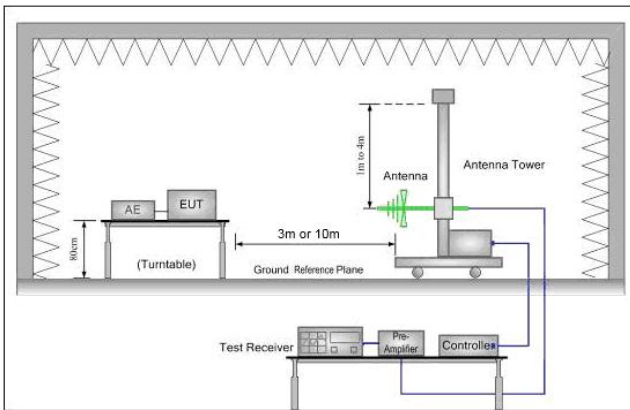 1m to 4m
Antenna
Antenna Tower
AE
EUT
80cm
(Turntable)
3m or 10m
Ground Reference Plane
Test Receiver
Pre-
Amplifier
Controller